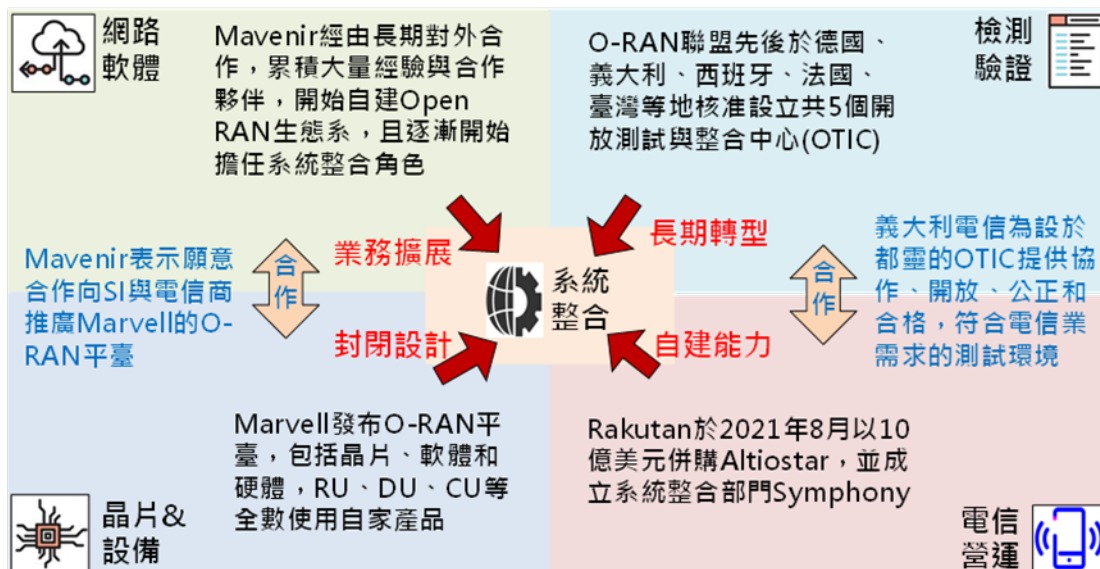 網路
軟體
Mavenir經由長期對外合
作，累積大量經驗與合作
夥伴，開始自建Open
RAN生態系，且逐漸開始
擔任系統整合角色
O-RAN聯盟先後於德國、
義大利、西班牙、法國、
臺灣等地核准設立共5個開
放測試與整合中心(OTIC)
檢測
驗證
Mavenir表示願意
合作向SI與電信商
推廣Marvell的O-
RAN平臺
合
作
業務擴展
長期轉型
系統
整合
封閉設計
自建能力
合
作
義大利電信為設於
都靈的OTIC提供協
作、開放、公正和
合格，符合電信業
需求的測試環境
晶片&
設備
Marvell發布O-RAN平
臺，包括晶片、軟體和
硬體，RU、DU、CU等
全數使用自家產品
Rakutan於2021年8月以10
億美元併購Altiostar，並成
立系統整合部門Symphony
電信
營運